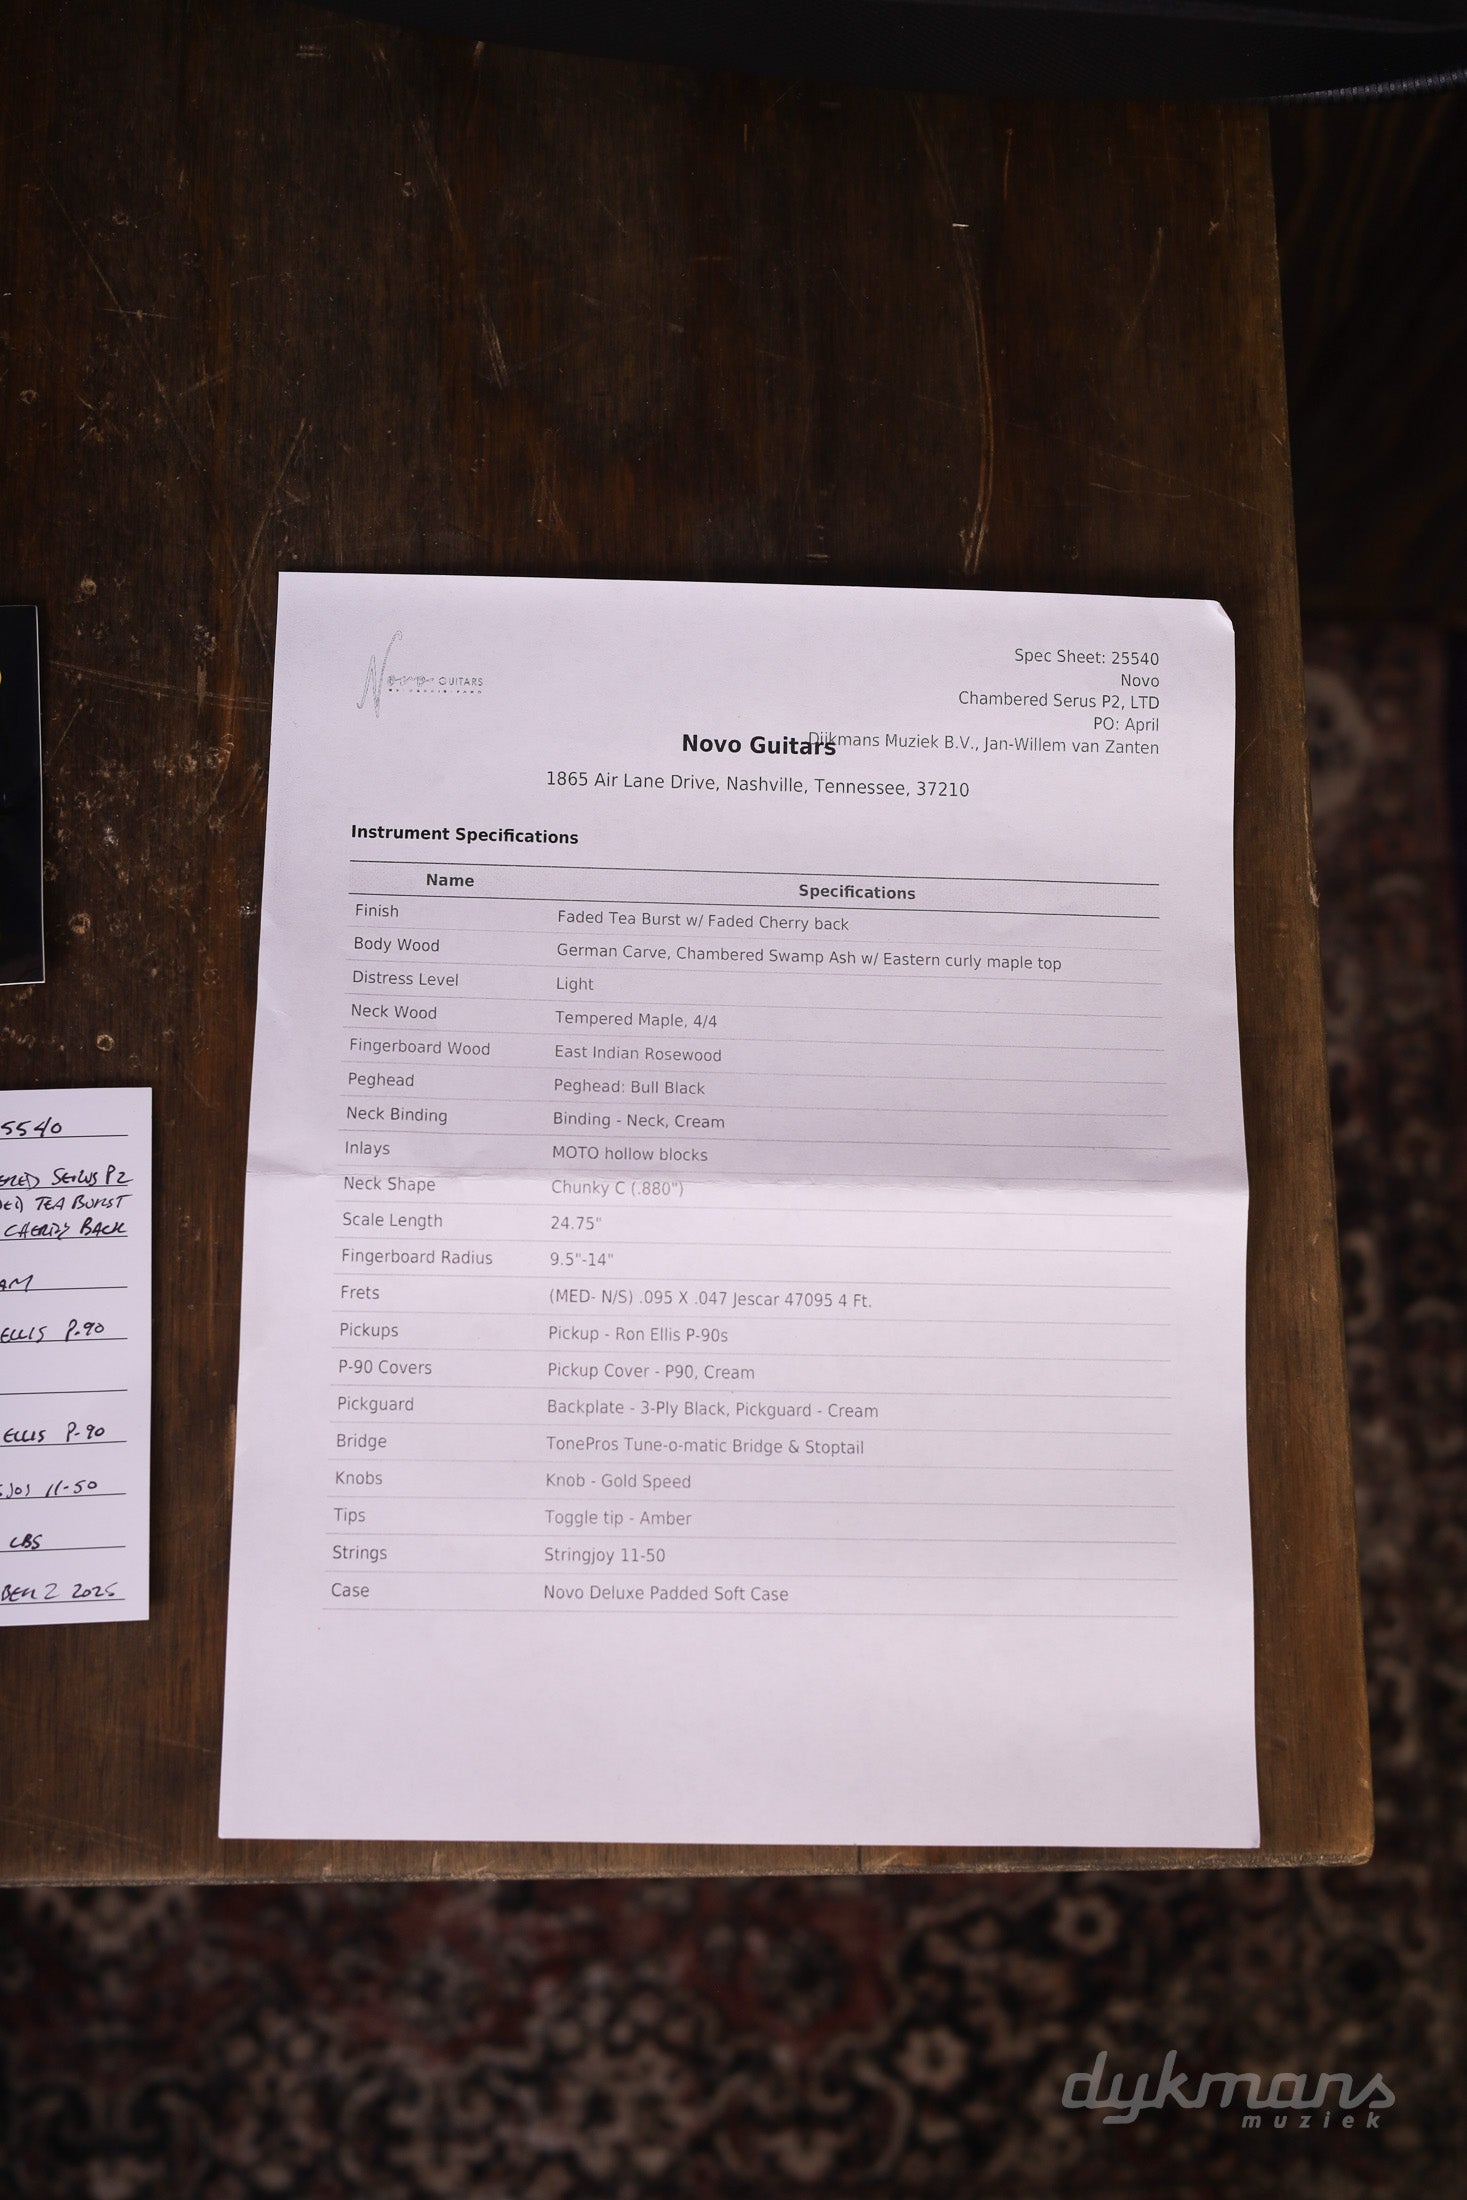 Novo GUITARS
Spec Sheet: 25540
Novo
Chambered Serus P2, LTD
PO: April
Dijkmans Muziek B.V., Jan-Willem van Zanten
Novo Guitars
1865 Air Lane Drive, Nashville, Tennessee, 37210
Instrument Specifications
Name Specifications
Finish Faded Tea Burst w/ Faded Cherry back
Body Wood German Carve, Chambered Swamp Ash w/ Eastern curly maple top
Distress Level Light
Neck Wood Tempered Maple, 4/4
Fingerboard Wood East Indian Rosewood
Peghead Peghead: Bull Black
Neck Binding Binding - Neck, Cream
Inlays MOTO hollow blocks
Neck Shape Chunky C (.880")
Scale Length 24.75"
Fingerboard Radius 9.5"-14"
Frets (MED- N/S) .095 X .047 Jescar 47095 4 Ft.
Pickups Pickup - Ron Ellis P-90s
P-90 Covers Pickup Cover - P90, Cream
Pickguard Backplate - 3-Ply Black, Pickguard - Cream
Bridge TonePros Tune-o-matic Bridge & Stoptail
Knobs Knob - Gold Speed
Tips Toggle tip - Amber
Strings Stringjoy 11-50
Case Novo Deluxe Padded Soft Case
5540
SERUS P2
TEA BURST
CHERRY BACK
ELLIS P-90
ELLIS P-90
11-50
LBS
2 2025
dykmans
muziek